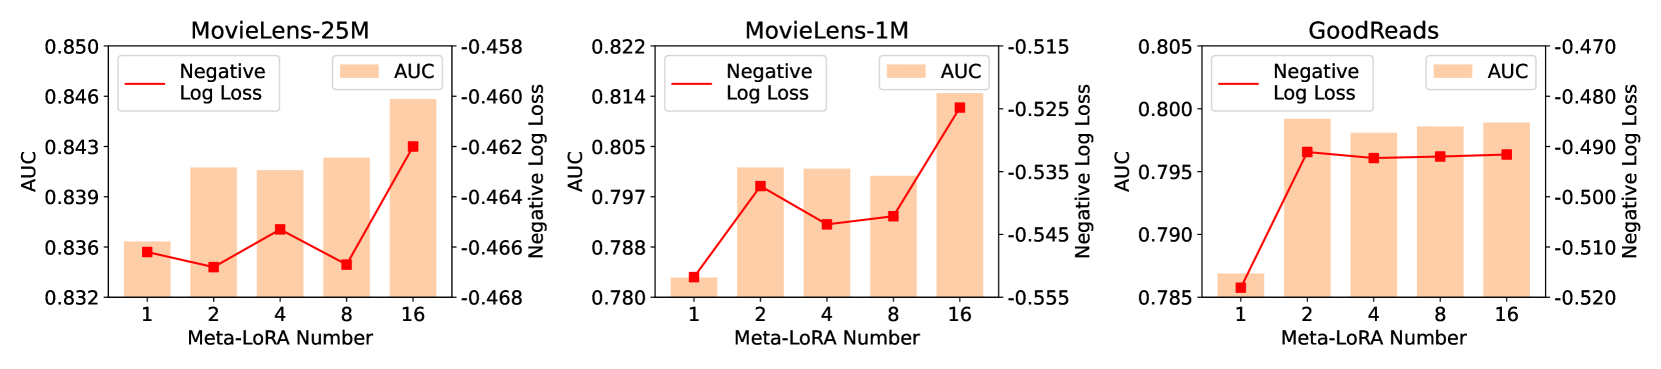 MovieLens-25M
0.850
0.846
0.843
0.839
0.836
0.832
AUC
Negative
Log Loss
AUC
-0.458
-0.460
-0.462
-0.464
-0.466
-0.468
Negative Log Loss
1 2 4 8 16
Meta-LoRA Number
MovieLens-1M
0.822
0.814
0.805
0.797
0.788
0.780
AUC
Negative
Log Loss
AUC
-0.515
-0.525
-0.535
-0.545
-0.555
Negative Log Loss
1 2 4 8 16
Meta-LoRA Number
GoodReads
0.805
0.800
0.795
0.790
0.785
AUC
Negative
Log Loss
AUC
-0.470
-0.480
-0.490
-0.500
-0.510
-0.520
Negative Log Loss
1 2 4 8 16
Meta-LoRA Number